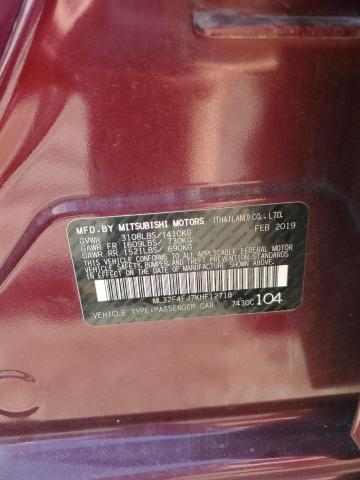 MFD.BY MITSUBISHI MOTORS (THAILAND) CO., LTD.
GVWR 3108LBS/1410KG FEB 2019
GAWR FR 1609LBS/ 730KG
GAWR RR 1521LBS/ 690KG
THIS VEHICLE CONFORMS TO ALL APPLICABLE U.S. FEDERAL MOTOR VEHICLE
SAFETY, BUMPER AND THEFT PREVENTION STANDARDS IN EFFECT ON THE
DATE OF MANUFACTURE SHOWN ABOVE.
ML32F4FJ7KHF12718
VEHICLE TYPE:PASSENGER CAR 7430C 104